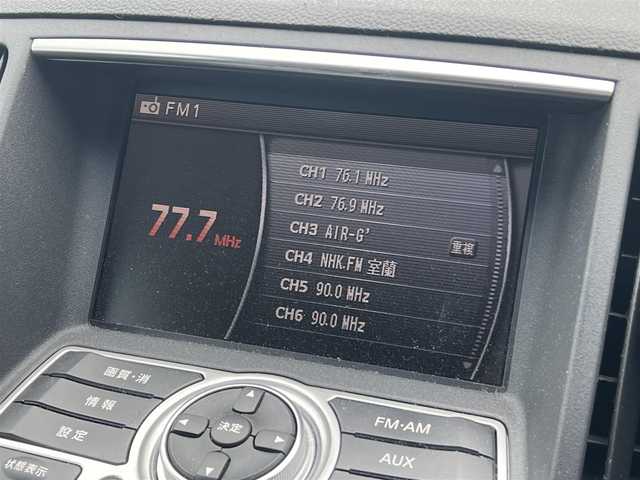 FM1
77.7 MHz
CH1 76.1 MHz
CH2 76.9 MHz
CH3 AIR-G'
重複
CH4 NHK.FM 室蘭
CH5 90.0 MHz
CH6 90.0 MHz
画質・消
情報
設定
状態表示
決定
FM・AM
AUX